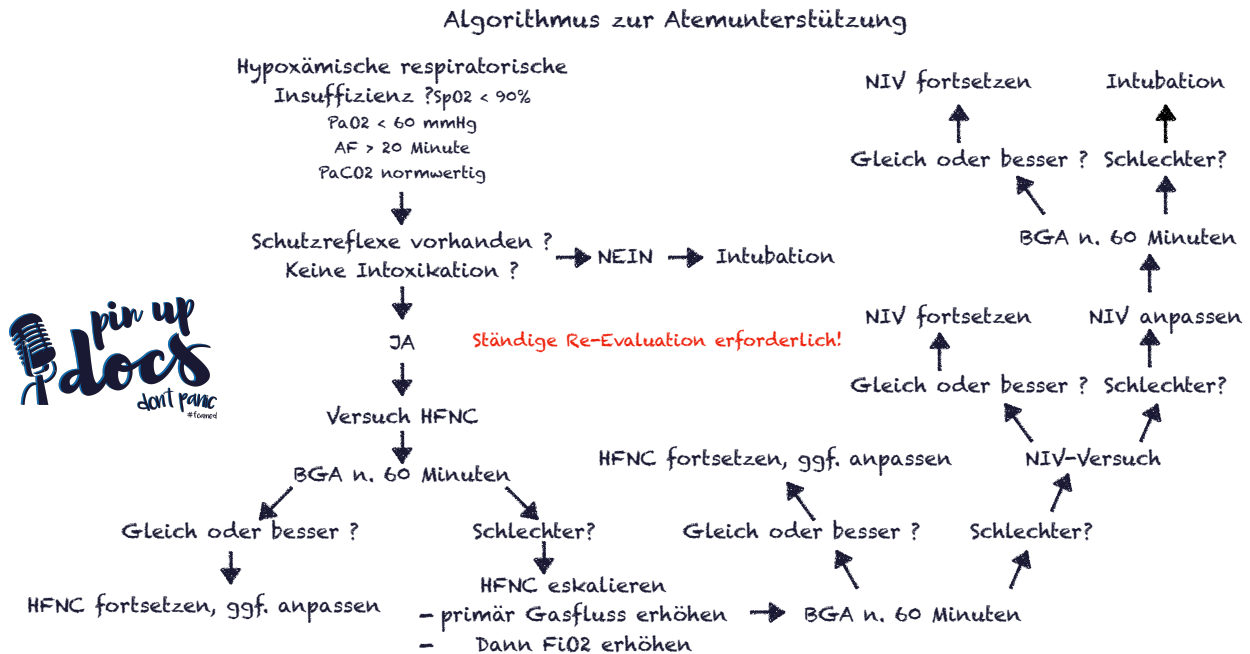 Algorithmus zur Atemunterstützung
Hypoxämische respiratorische
Insuffizienz ?SpO2 < 90%
PaO2 < 60 mmHg
AF > 20 Minute
PaCO2 normwertig
Schutzreflexe vorhanden ?
Keine Intoxikation ?
NEIN
Intubation
JA
Ständige Re-Evaluation erforderlich!
Versuch HFNC
BGA n. 60 Minuten
Gleich oder besser ?
HFNC fortsetzen, ggf. anpassen
Schlechter?
HFNC eskalieren
- primär Gasfluss erhöhen
- Dann FiO2 erhöhen
BGA n. 60 Minuten
Gleich oder besser ?
HFNC fortsetzen, ggf. anpassen
Schlechter?
NIV-Versuch
Gleich oder besser ?
NIV fortsetzen
Schlechter?
NIV anpassen
BGA n. 60 Minuten
Gleich oder besser ?
NIV fortsetzen
Schlechter?
Intubation
pin up
docs
don't panic
#foamed